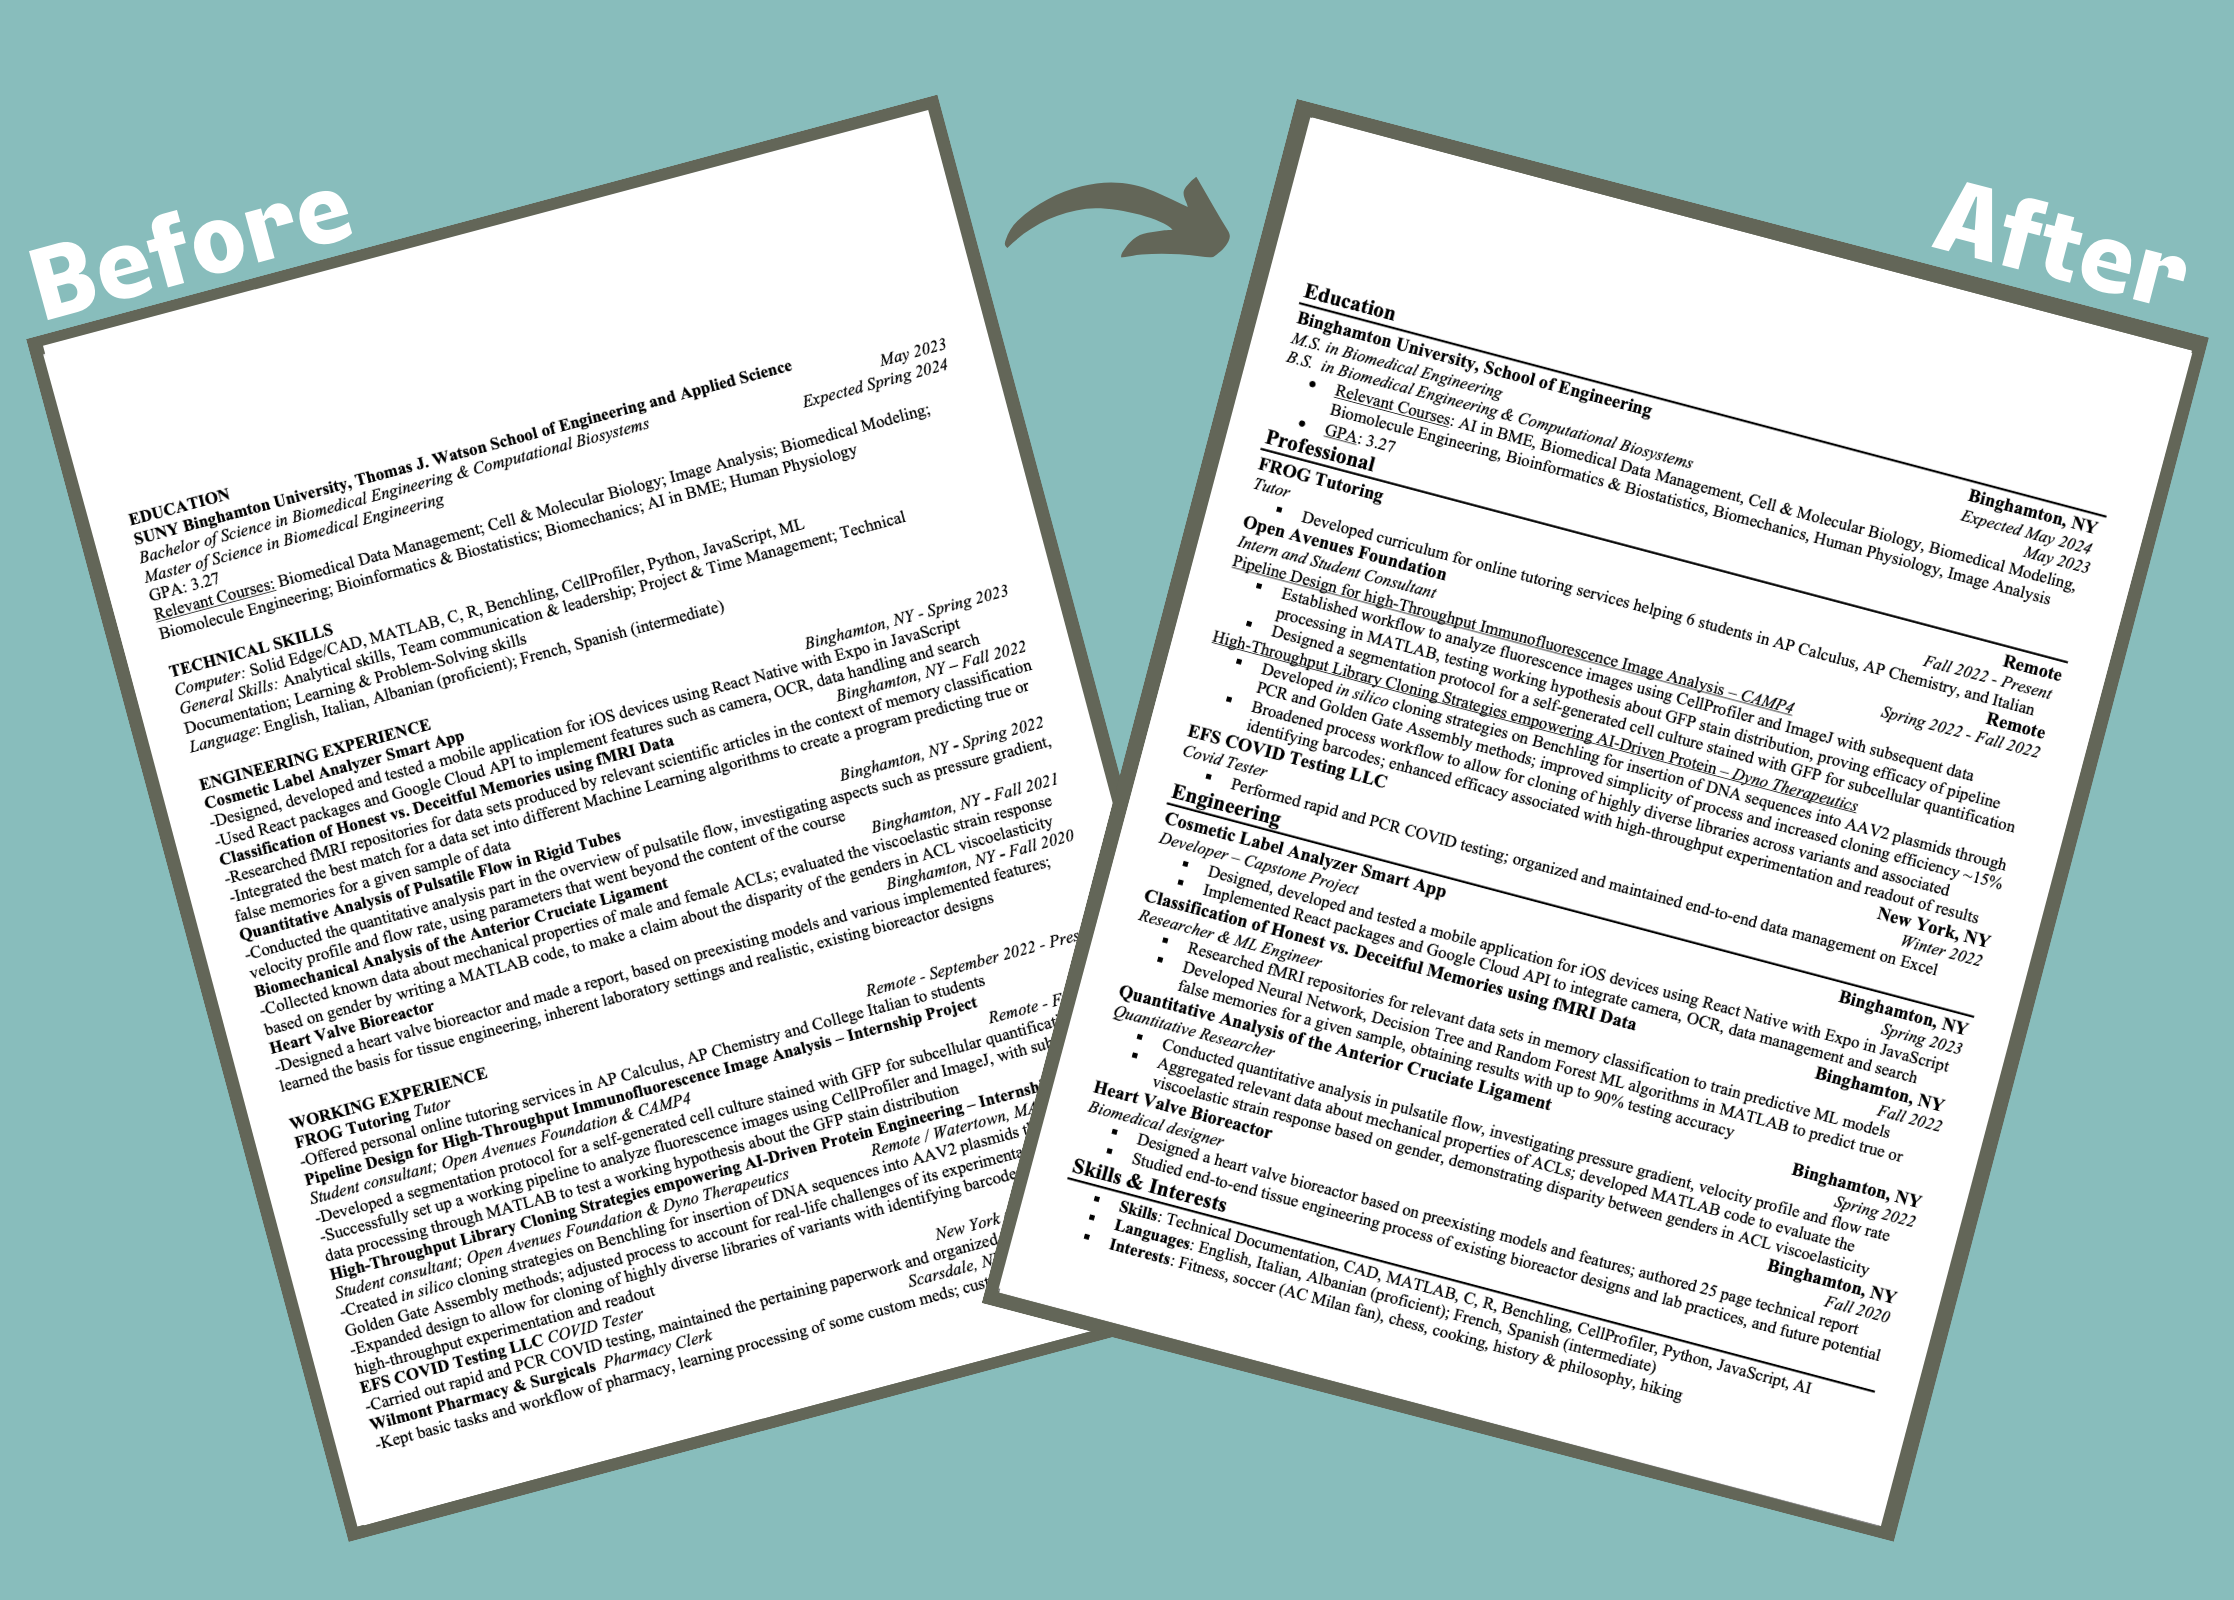 Before
EDUCATION
SUNY Binghamton University, Thomas J. Watson School of Engineering and Applied Science
Bachelor of Science in Biomedical Engineering & Computational Biosystems May 2023
Master of Science in Biomedical Engineering Expected Spring 2024
GPA: 3.27
Relevant Courses: Biomedical Data Management; Cell & Molecular Biology; Image Analysis; Biomedical Modeling;
Biomolecule Engineering; Bioinformatics & Biostatistics; Biomechanics; AI in BME; Human Physiology
TECHNICAL SKILLS
Computer: Solid Edge/CAD, MATLAB, C, R, Benchling, CellProfiler, Python, JavaScript, ML
General Skills: Analytical skills, Team communication & leadership; Project & Time Management; Technical
Documentation; Learning & Problem-Solving skills
Language: English, Italian, Albanian (proficient); French, Spanish (intermediate)
ENGINEERING EXPERIENCE
Cosmetic Label Analyzer Smart App Binghamton, NY - Spring 2023
-Designed, developed and tested a mobile application for iOS devices using React Native with Expo in JavaScript
-Used React packages and Google Cloud API to implement features such as camera, OCR, data handling and search
Classification of Honest vs. Deceitful Memories using fMRI Data Binghamton, NY – Fall 2022
-Researched fMRI repositories for data sets produced by relevant scientific articles in the context of memory classification
-Integrated the best match for a data set into different Machine Learning algorithms to create a program predicting true or
false memories for a given sample of data
Quantitative Analysis of Pulsatile Flow in Rigid Tubes Binghamton, NY - Spring 2022
-Conducted the quantitative analysis part in the overview of pulsatile flow, investigating aspects such as pressure gradient,
velocity profile and flow rate, using parameters that went beyond the content of the course
Biomechanical Analysis of the Anterior Cruciate Ligament Binghamton, NY - Fall 2021
-Collected known data about mechanical properties of male and female ACLs; evaluated the viscoelastic strain response
based on gender by writing a MATLAB code, to make a claim about the disparity of the genders in ACL viscoelasticity
Heart Valve Bioreactor Binghamton, NY - Fall 2020
-Designed a heart valve bioreactor and made a report, based on preexisting models and various implemented features;
learned the basis for tissue engineering, inherent laboratory settings and realistic, existing bioreactor designs
WORKING EXPERIENCE
FROG Tutoring Tutor Remote - September 2022 - Pres
-Offered personal online tutoring services in AP Calculus, AP Chemistry and College Italian to students
Pipeline Design for High-Throughput Immunofluorescence Image Analysis – Internship Project
Student consultant; Open Avenues Foundation & CAMP4 Remote - F
-Developed a segmentation protocol for a self-generated cell culture stained with GFP for subcellular quantificati
-Successfully set up a working pipeline to analyze fluorescence images using CellProfiler and ImageJ, with sub
data processing through MATLAB to test a working hypothesis about the GFP stain distribution
High-Throughput Library Cloning Strategies empowering AI-Driven Protein Engineering – Internsh
Student consultant; Open Avenues Foundation & Dyno Therapeutics Remote / Watertown, MA
-Created in silico cloning strategies on Benchling for insertion of DNA sequences into AAV2 plasmids th
Golden Gate Assembly methods; adjusted process to account for real-life challenges of its experimenta
-Expanded design to allow for cloning of highly diverse libraries of variants with identifying barcode
high-throughput experimentation and readout
EFS COVID Testing LLC COVID Tester New York
-Carried out rapid and PCR COVID testing, maintained the pertaining paperwork and organized
Wilmont Pharmacy & Surgicals Pharmacy Clerk Scarsdale, N
-Kept basic tasks and workflow of pharmacy, learning processing of some custom meds; cust
After
Education
Binghamton University, School of Engineering Binghamton, NY
M.S. in Biomedical Engineering Expected May 2024
B.S. in Biomedical Engineering & Computational Biosystems May 2023
• Relevant Courses: AI in BME, Biomedical Data Management, Cell & Molecular Biology, Biomedical Modeling,
Biomolecule Engineering, Bioinformatics & Biostatistics, Biomechanics, Human Physiology, Image Analysis
• GPA: 3.27
Professional
FROG Tutoring Remote
Tutor Fall 2022 - Present
▪ Developed curriculum for online tutoring services helping 6 students in AP Calculus, AP Chemistry, and Italian
Open Avenues Foundation Remote
Intern and Student Consultant Spring 2022 - Fall 2022
Pipeline Design for high-Throughput Immunofluorescence Image Analysis – CAMP4
▪ Established workflow to analyze fluorescence images using CellProfiler and ImageJ with subsequent data
processing in MATLAB, testing working hypothesis about GFP stain distribution, proving efficacy of pipeline
▪ Designed a segmentation protocol for a self-generated cell culture stained with GFP for subcellular quantification
High-Throughput Library Cloning Strategies empowering AI-Driven Protein – Dyno Therapeutics
▪ Developed in silico cloning strategies on Benchling for insertion of DNA sequences into AAV2 plasmids through
PCR and Golden Gate Assembly methods; improved simplicity of process and increased cloning efficiency ~15%
▪ Broadened process workflow to allow for cloning of highly diverse libraries across variants and associated
identifying barcodes; enhanced efficacy associated with high-throughput experimentation and readout of results
EFS COVID Testing LLC New York, NY
Covid Tester Winter 2022
▪ Performed rapid and PCR COVID testing; organized and maintained end-to-end data management on Excel
Engineering
Cosmetic Label Analyzer Smart App Binghamton, NY
Developer – Capstone Project Spring 2023
▪ Designed, developed and tested a mobile application for iOS devices using React Native with Expo in JavaScript
▪ Implemented React packages and Google Cloud API to integrate camera, OCR, data management and search
Classification of Honest vs. Deceitful Memories using fMRI Data Binghamton, NY
Researcher & ML Engineer Fall 2022
▪ Researched fMRI repositories for relevant data sets in memory classification to train predictive ML models
▪ Developed Neural Network, Decision Tree and Random Forest ML algorithms in MATLAB to predict true or
false memories for a given sample, obtaining results with up to 90% testing accuracy
Quantitative Analysis of the Anterior Cruciate Ligament Binghamton, NY
Quantitative Researcher Spring 2022
▪ Conducted quantitative analysis in pulsatile flow, investigating pressure gradient, velocity profile and flow rate
▪ Aggregated relevant data about mechanical properties of ACLs; developed MATLAB code to evaluate the
viscoelastic strain response based on gender, demonstrating disparity between genders in ACL viscoelasticity
Heart Valve Bioreactor Binghamton, NY
Biomedical designer Fall 2020
▪ Designed a heart valve bioreactor based on preexisting models and features; authored 25 page technical report
▪ Studied end-to-end tissue engineering process of existing bioreactor designs and lab practices, and future potential
Skills & Interests
▪ Skills: Technical Documentation, CAD, MATLAB, C, R, Benchling, CellProfiler, Python, JavaScript, AI
▪ Languages: English, Italian, Albanian (proficient); French, Spanish (intermediate)
▪ Interests: Fitness, soccer (AC Milan fan), chess, cooking, history & philosophy, hiking